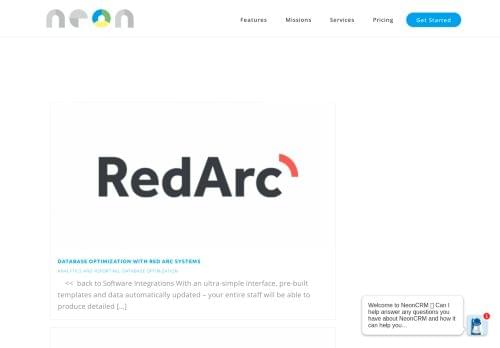 neon
Features Missions Services Pricing Get Started
RedArc
DATABASE OPTIMIZATION WITH RED ARC SYSTEMS
ANALYTICS AND REPORTING, DATABASE OPTIMIZATION
<< back to Software Integrations With an ultra-simple interface, pre-built
templates and data automatically updated – your entire staff will be able to
produce detailed [...]
Welcome to NeonCRM Can I
help answer any questions you
have about NeonCRM and how it
can help you...
1